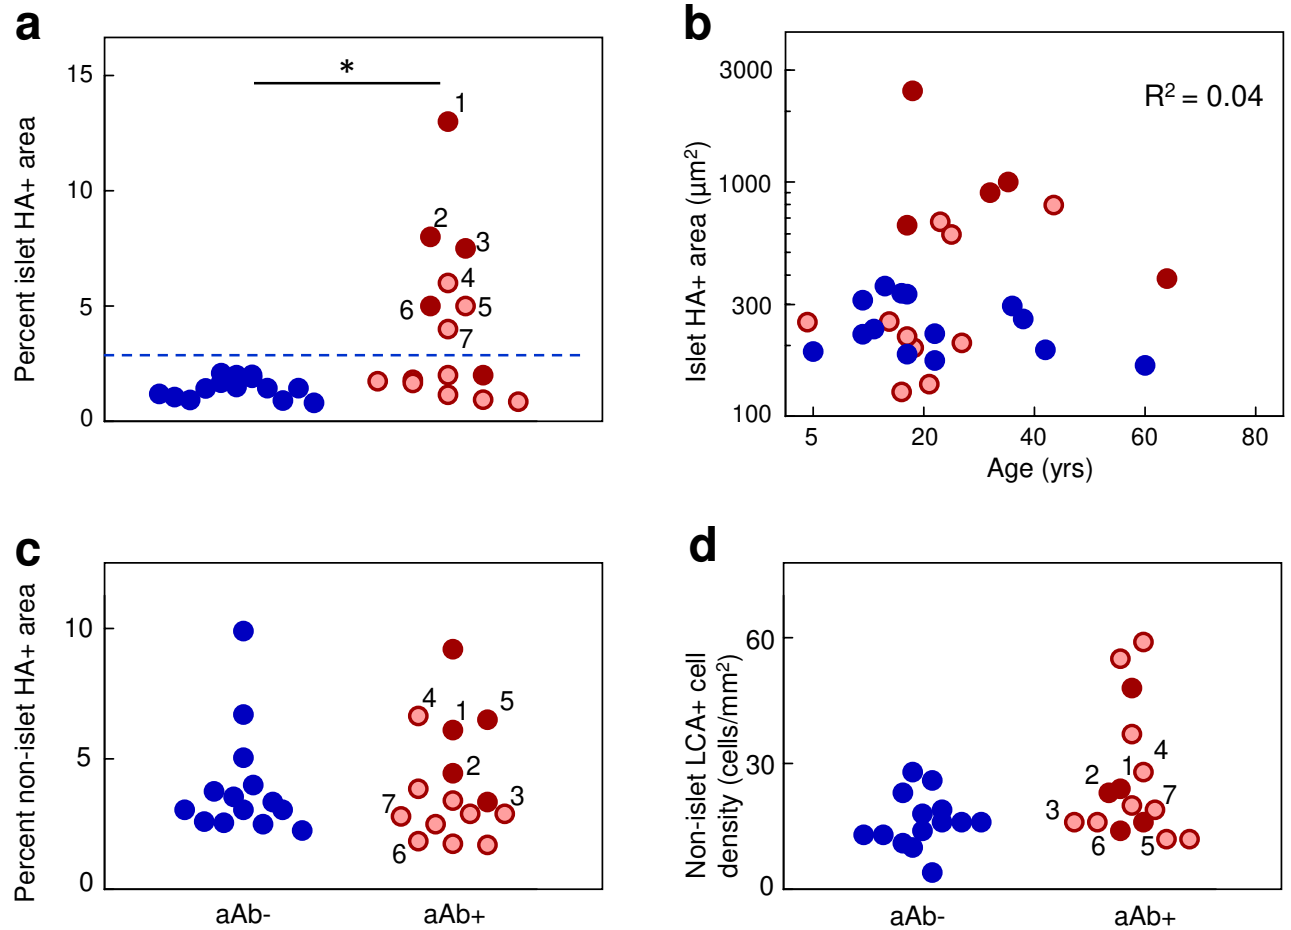 a
Percent islet HA+ area
15
10
5
0
*
1
2
3
4
5
6
7
b
Islet HA+ area (µm²)
3000
1000
300
100
R² = 0.04
5
20
40
60
80
Age (yrs)
c
Percent non-islet HA+ area
10
5
0
4
1
5
2
3
7
6
aAb-
aAb+
d
Non-islet LCA+ cell
density (cells/mm²)
60
30
0
4
1
2
7
3
6
5
aAb-
aAb+